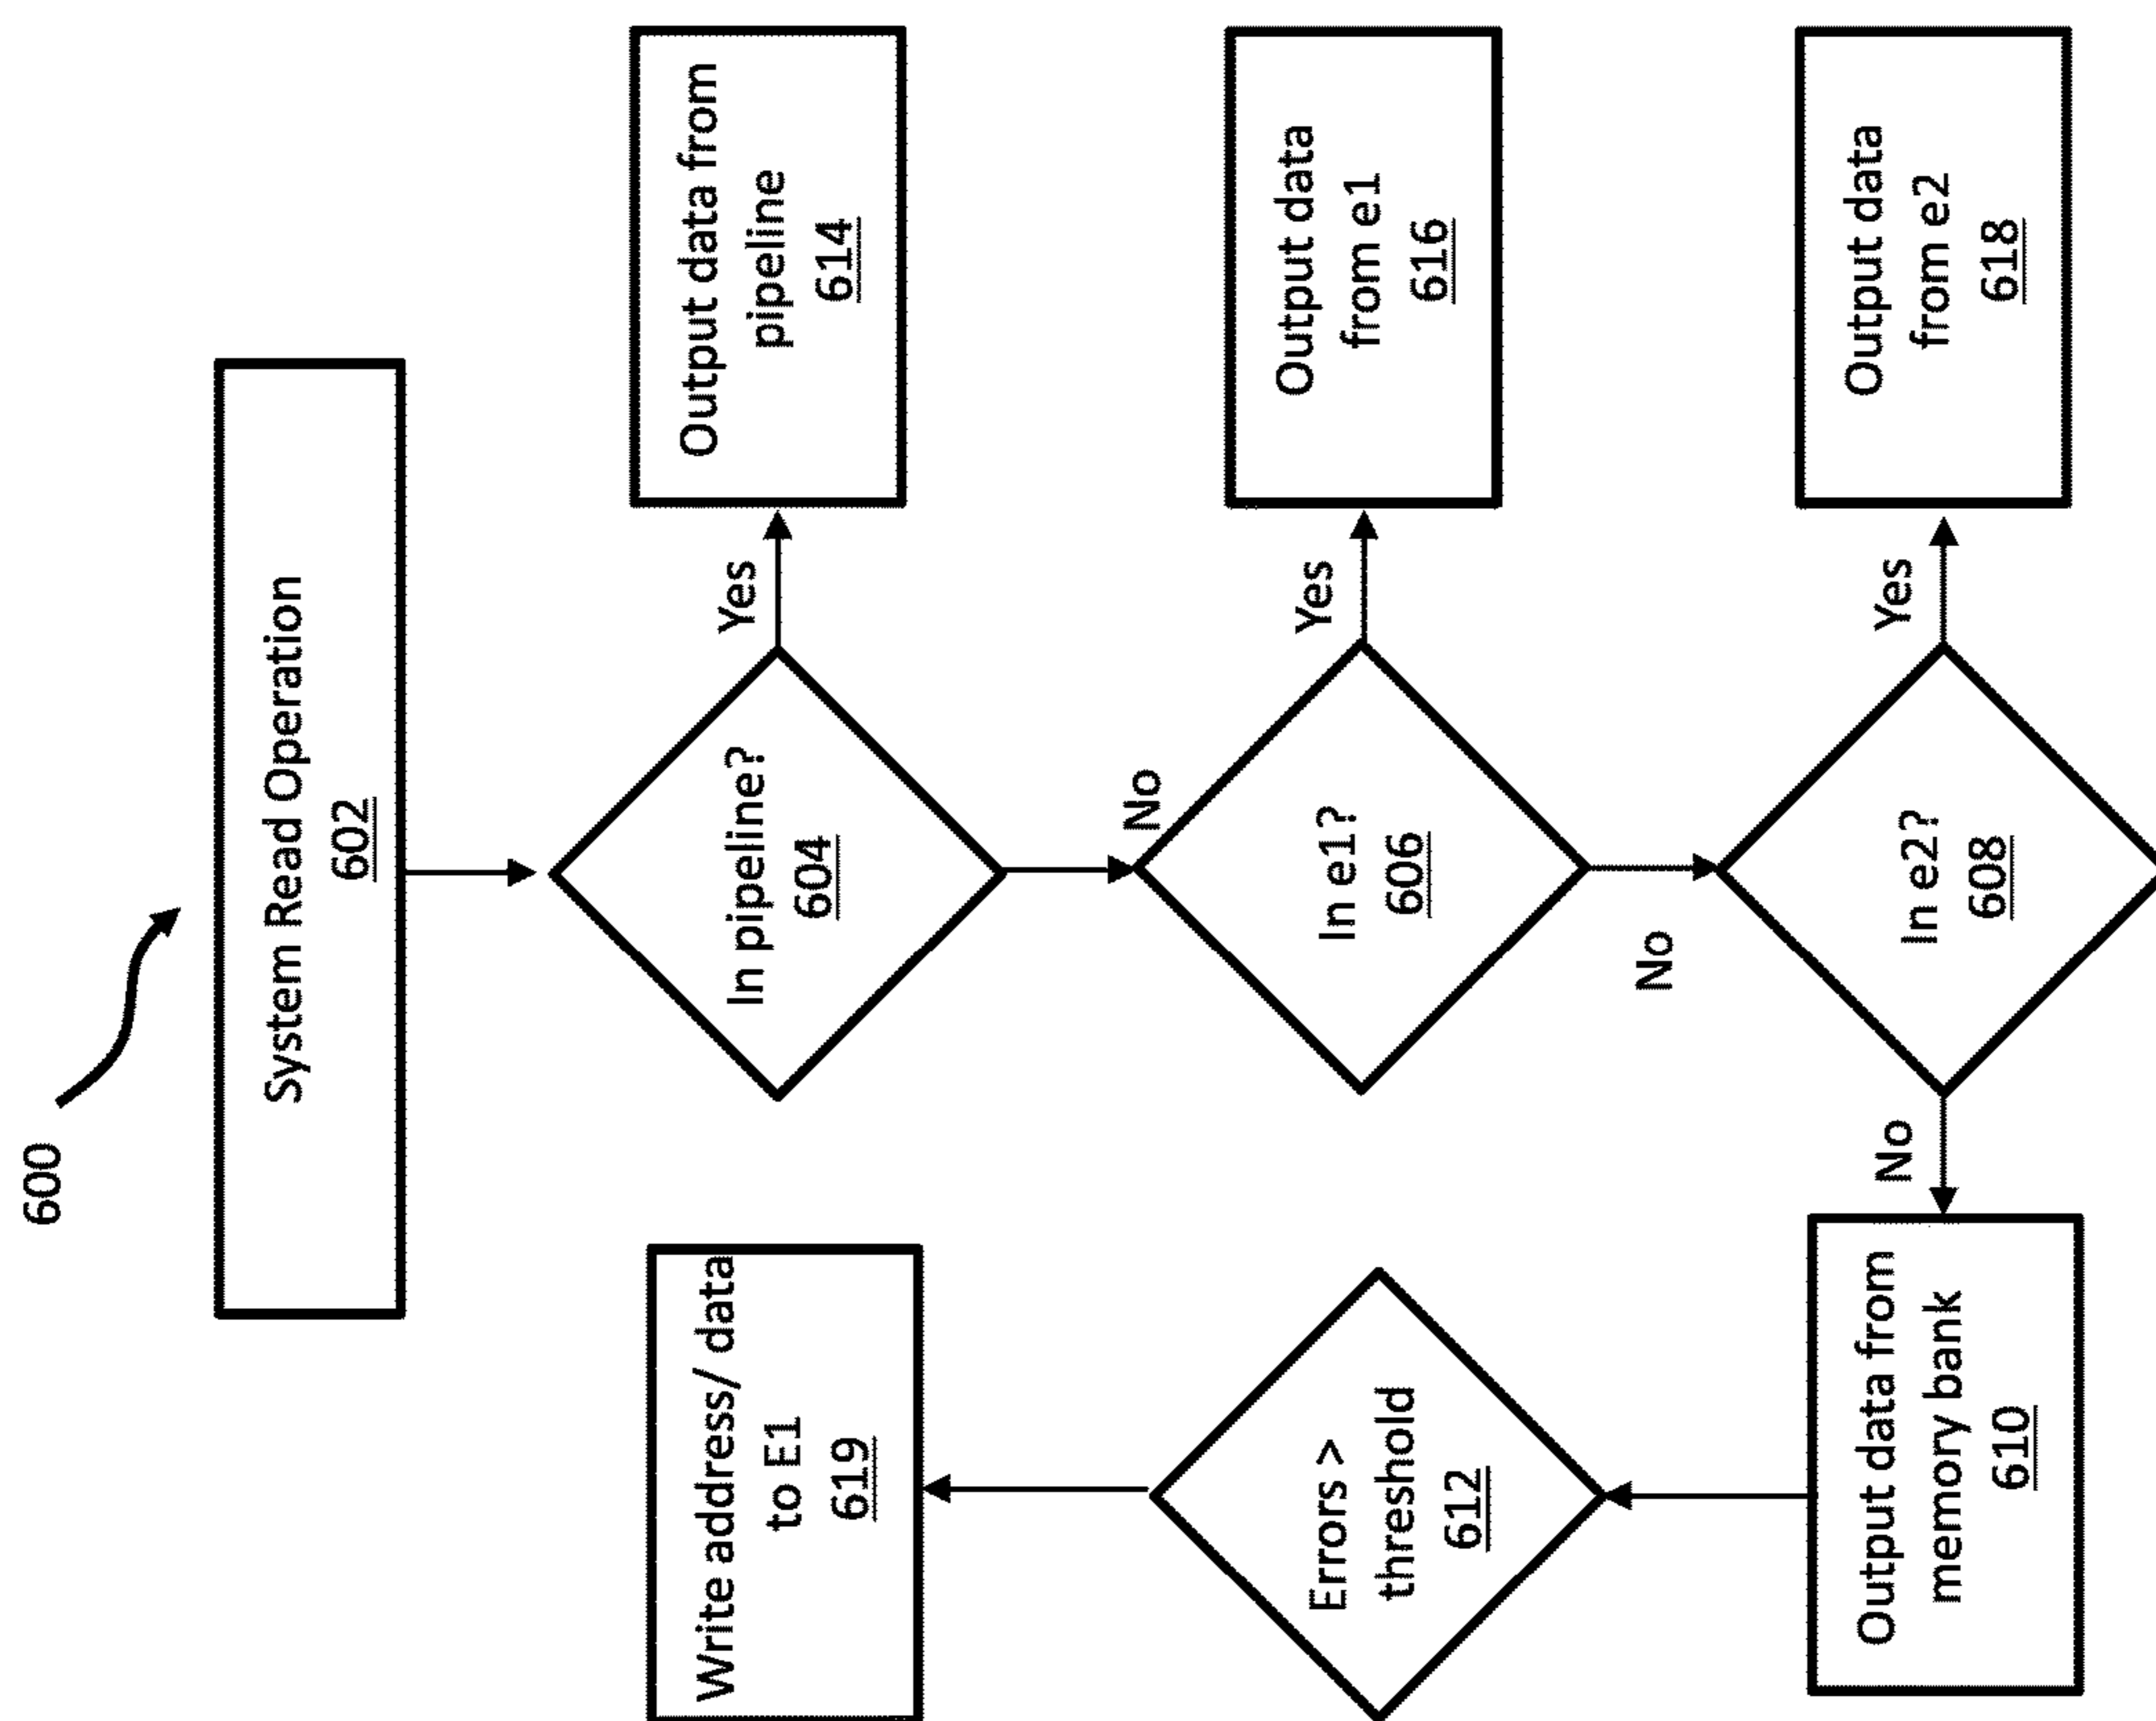 600
System Read Operation
602
In pipeline?
604
Yes
Output data from
pipeline
614
No
In e1?
606
Yes
Output data
from e1
616
No
In e2?
608
Yes
Output data
from e2
618
No
Output data from
memory bank
610
Errors >
threshold
612
Write address/ data
to E1
619